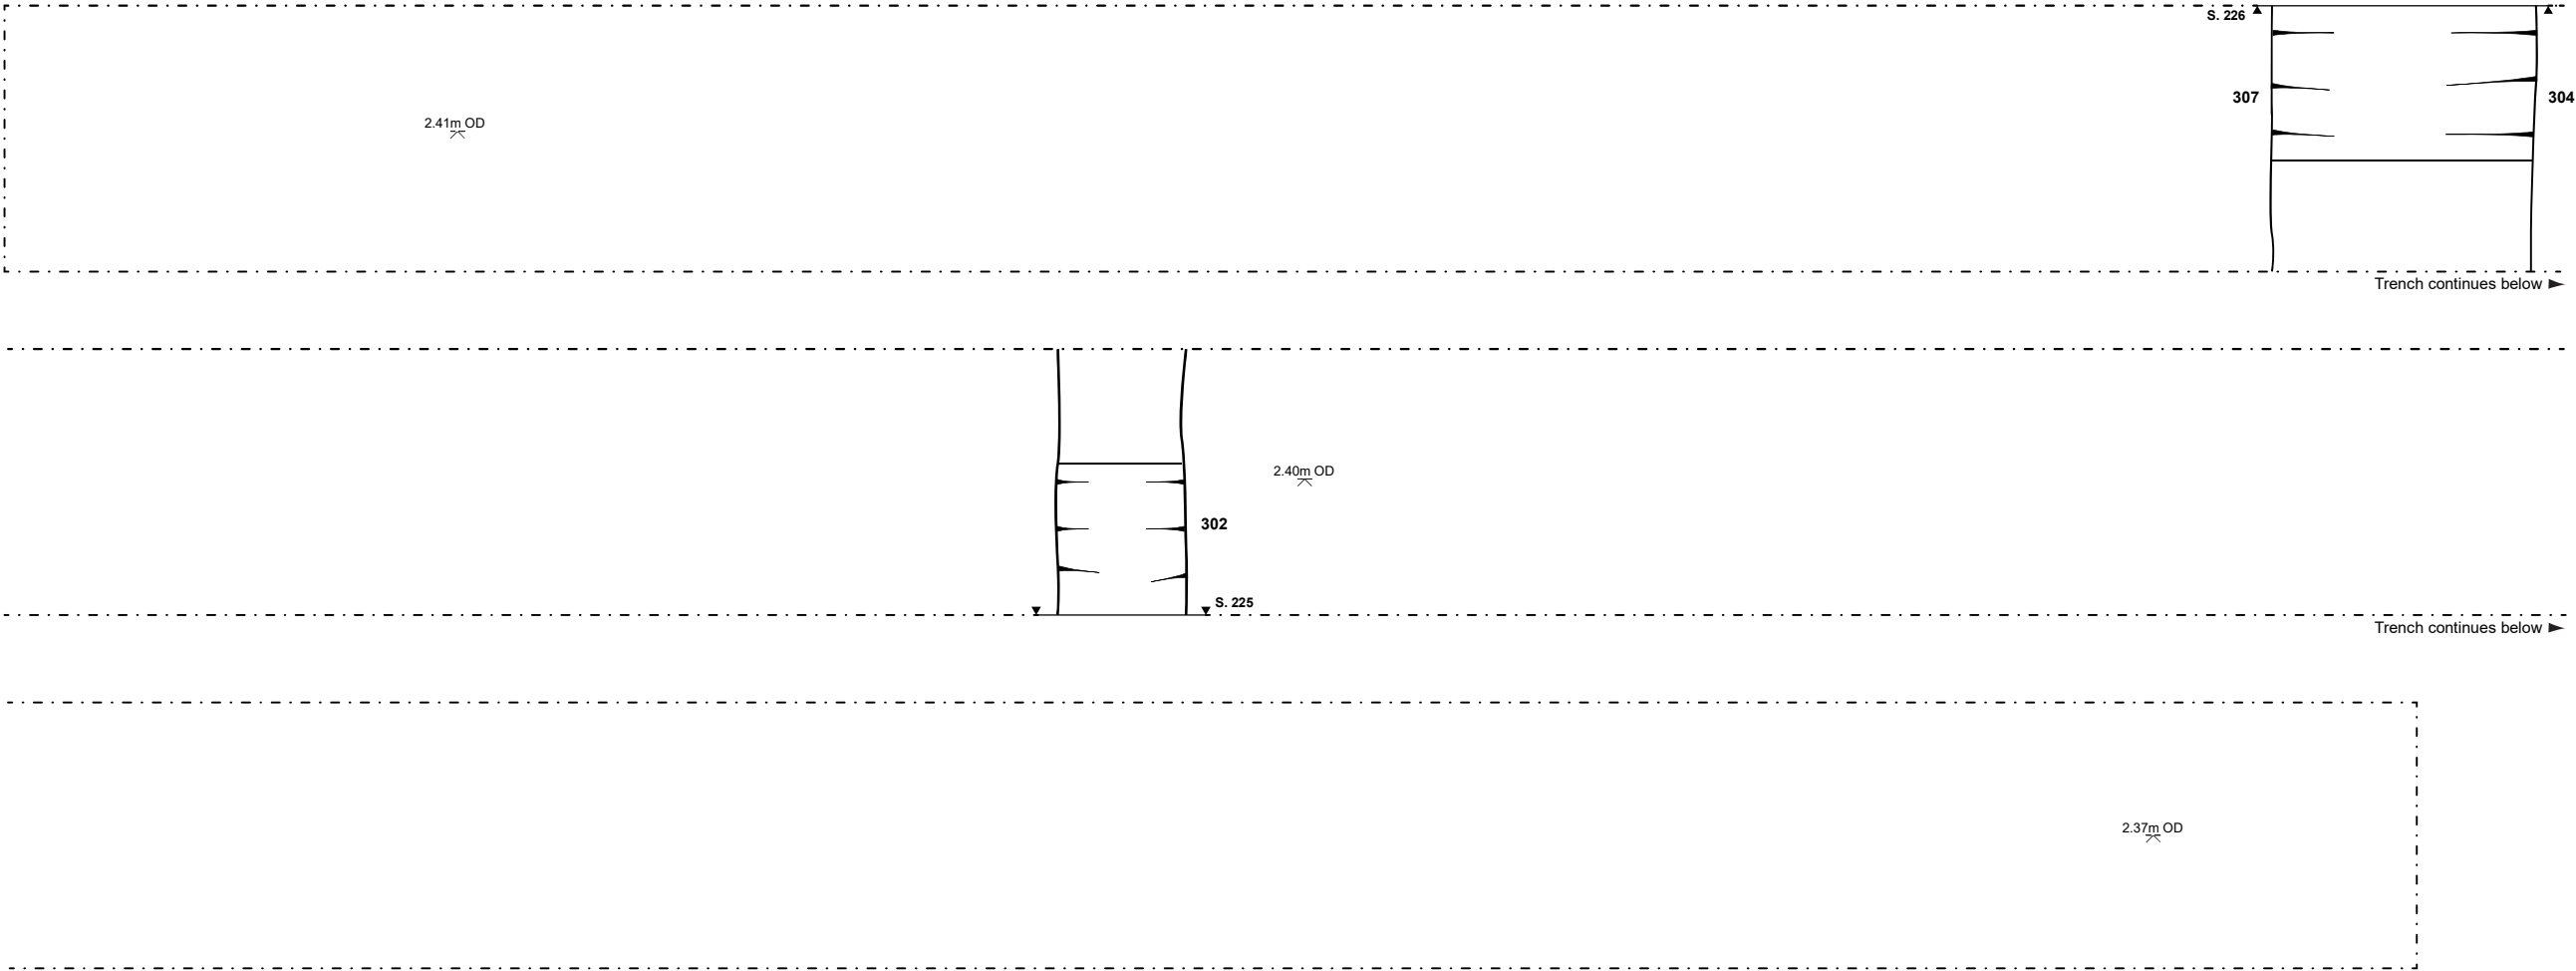 S. 226
307
304
2.41m OD
Trench continues below
2.40m OD
302
S. 225
Trench continues below
2.37m OD